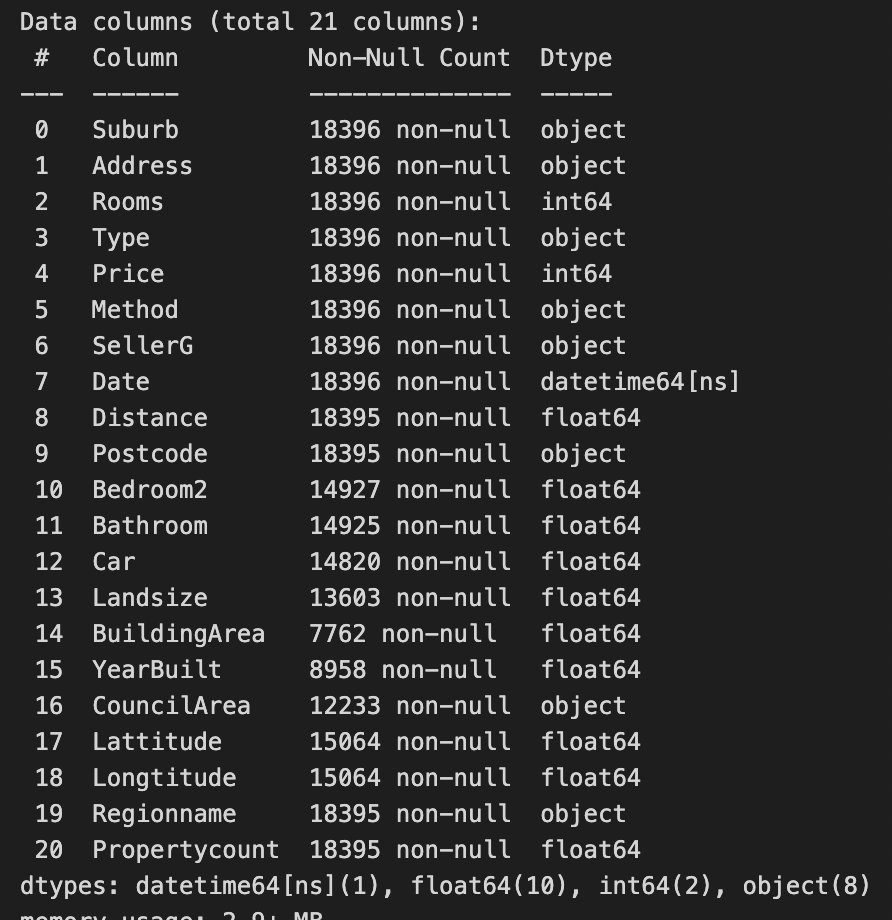 Data columns (total 21 columns):
#   Column         Non-Null Count  Dtype
---  ------         --------------  -----
0   Suburb         18396 non-null  object
1   Address        18396 non-null  object
2   Rooms          18396 non-null  int64
3   Type           18396 non-null  object
4   Price          18396 non-null  int64
5   Method         18396 non-null  object
6   SellerG        18396 non-null  object
7   Date           18396 non-null  datetime64[ns]
8   Distance       18395 non-null  float64
9   Postcode       18395 non-null  object
10  Bedroom2       14927 non-null  float64
11  Bathroom       14925 non-null  float64
12  Car            14820 non-null  float64
13  Landsize       13603 non-null  float64
14  BuildingArea   7762 non-null   float64
15  YearBuilt      8958 non-null   float64
16  CouncilArea    12233 non-null  object
17  Lattitude      15064 non-null  float64
18  Longtitude     15064 non-null  float64
19  Regionname     18395 non-null  object
20  Propertycount  18395 non-null  float64
dtypes: datetime64[ns](1), float64(10), int64(2), object(8)
memory usage: 2.9+ MB